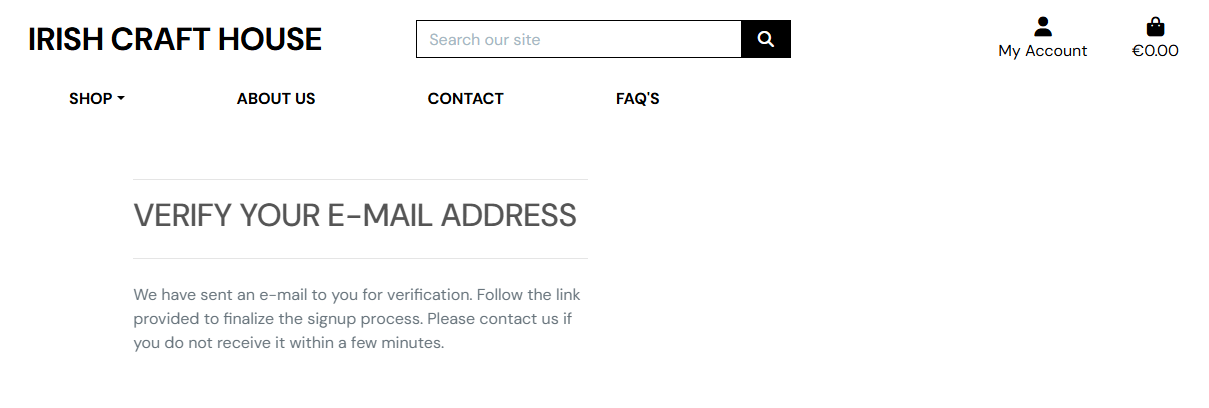 IRISH CRAFT HOUSE
Search our site
My Account
€0.00
SHOP
ABOUT US
CONTACT
FAQ'S
VERIFY YOUR E-MAIL ADDRESS
We have sent an e-mail to you for verification. Follow the link
provided to finalize the signup process. Please contact us if
you do not receive it within a few minutes.